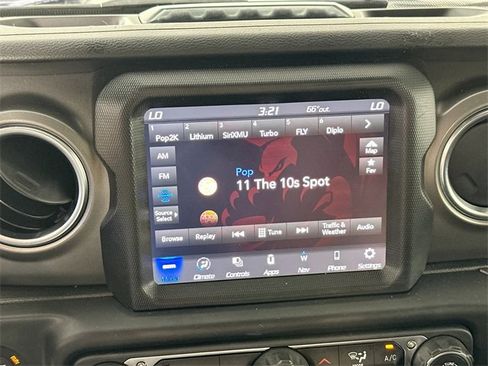 LO 3:21 66°out LO
1 Pop2K 2 Lithium 3 SirXMU 4 Turbo 5 FLY 6 Diplo
AM
Map
FM
Fav
Pop
11 The 10s Spot
Source Select
Browse Replay Tune Traffic & Weather Audio
Climate Controls Apps Nav Phone Settings
A/C